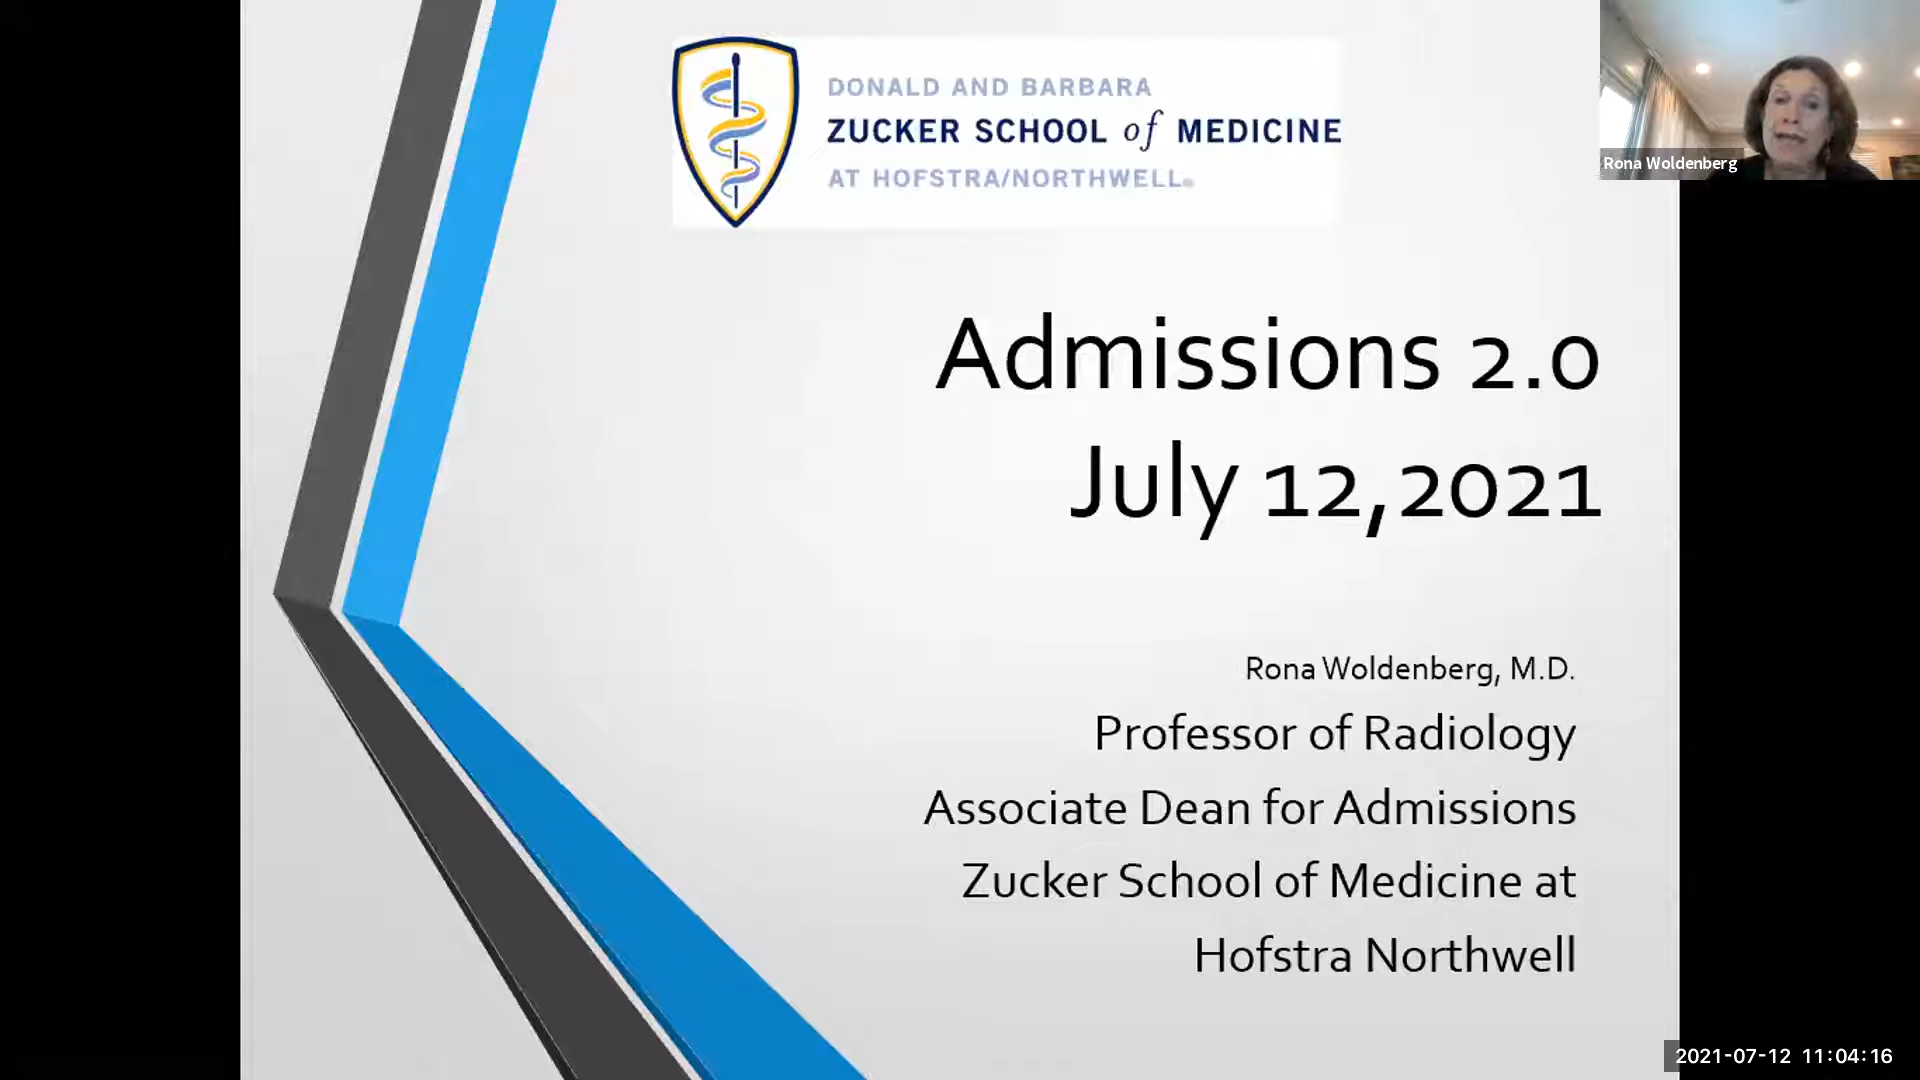 DONALD AND BARBARA
ZUCKER SCHOOL of MEDICINE
AT HOFSTRA/NORTHWELL
Rona Woldenberg
Admissions 2.0
July 12,2021
Rona Woldenberg, M.D.
Professor of Radiology
Associate Dean for Admissions
Zucker School of Medicine at
Hofstra Northwell
2021-07-12 11:04:16